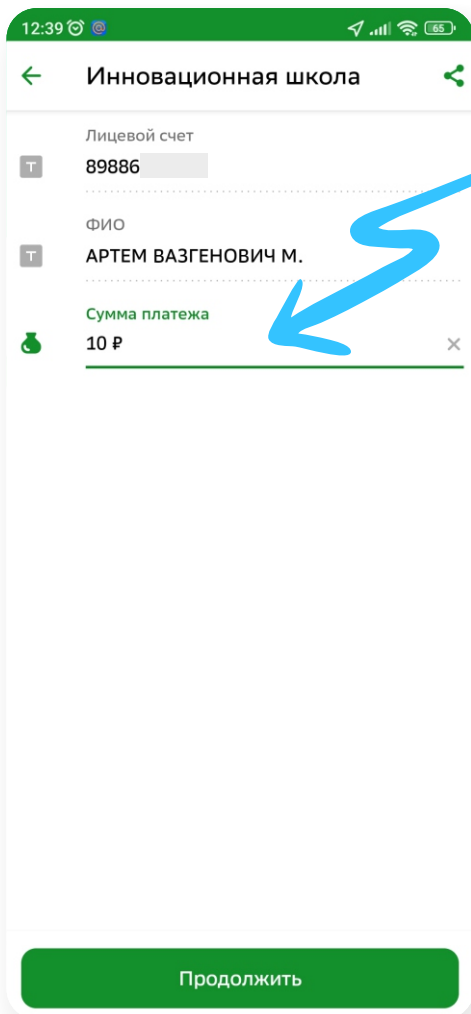 12:39 65
Инновационная школа
Лицевой счет
89886
ФИО
АРТЕМ ВАЗГЕНОВИЧ М.
Сумма платежа
10 ₽
Продолжить